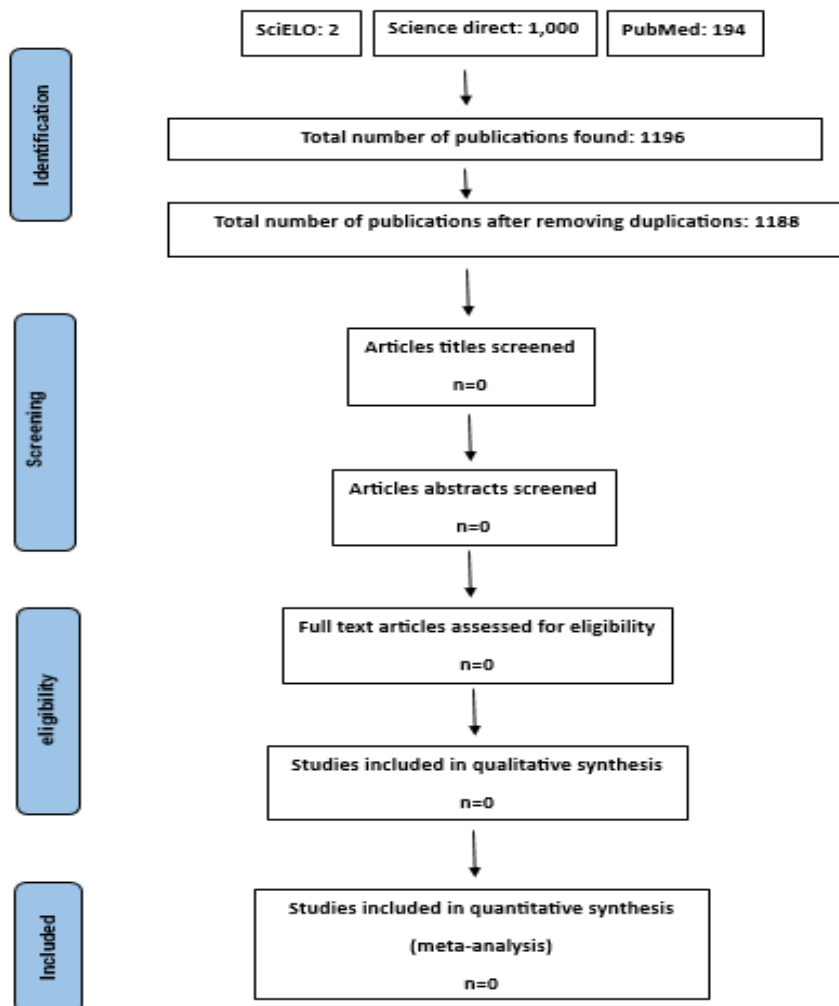 SciELO: 2
Science direct: 1,000
PubMed: 194
Identification
Total number of publications found: 1196
Total number of publications after removing duplications: 1188
Screening
Articles titles screened
n=0
Articles abstracts screened
n=0
eligibility
Full text articles assessed for eligibility
n=0
Studies included in qualitative synthesis
n=0
Included
Studies included in quantitative synthesis
(meta-analysis)
n=0